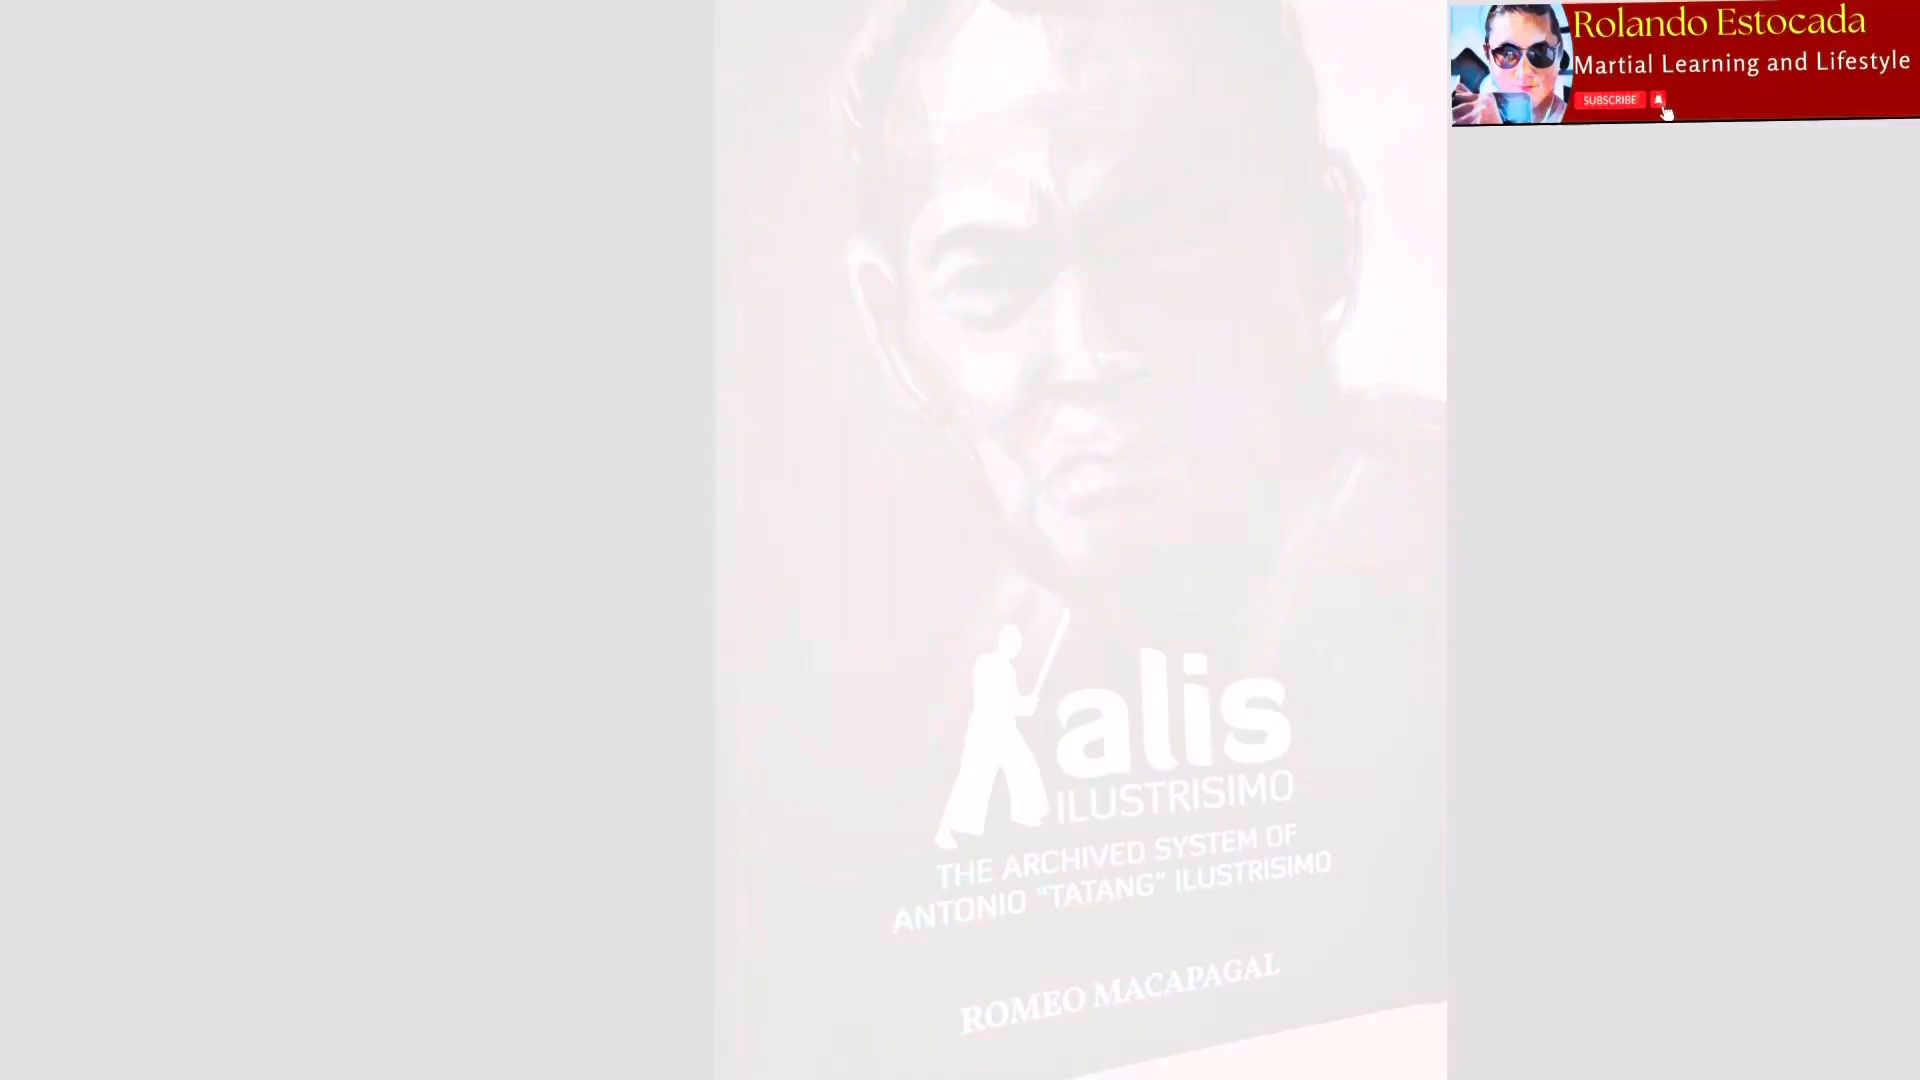 Rolando Estocada
Martial Learning and Lifestyle
SUBSCRIBE
Kalis
ILUSTRISIMO
THE ARCHIVED SYSTEM OF
ANTONIO "TATANG" ILUSTRISIMO
ROMEO MACAPAGAL